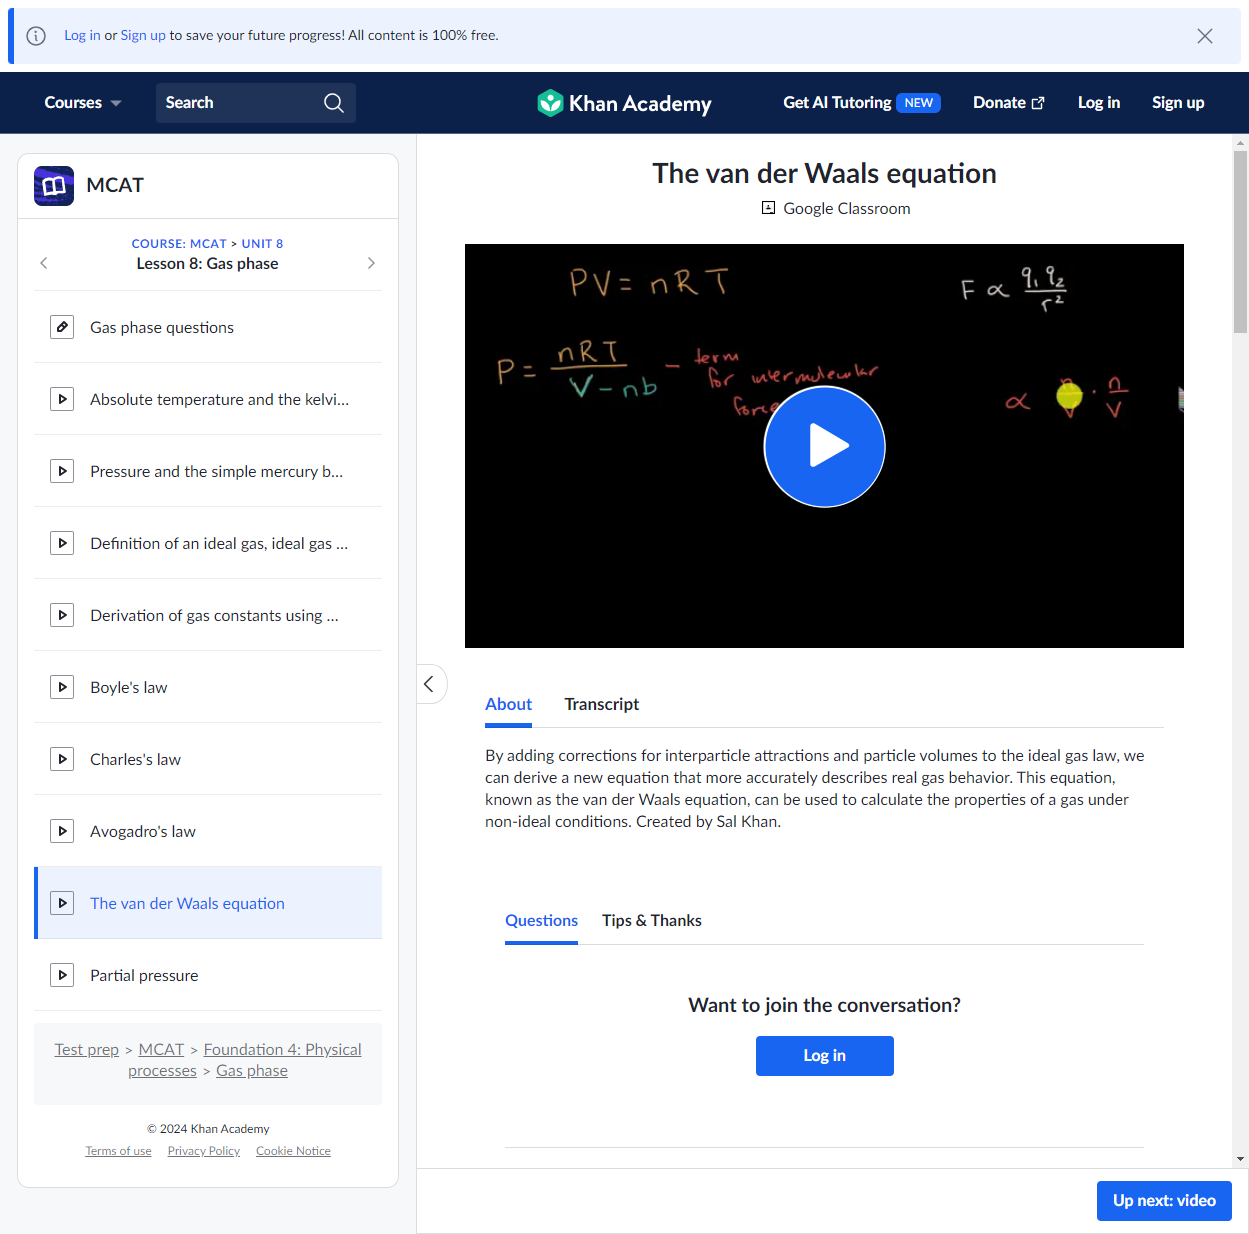 Log in or Sign up to save your future progress! All content is 100% free.
Courses
Search
Khan Academy
Get AI Tutoring NEW
Donate
Log in
Sign up
MCAT
COURSE: MCAT > UNIT 8
Lesson 8: Gas phase
Gas phase questions
Absolute temperature and the kelvi...
Pressure and the simple mercury b...
Definition of an ideal gas, ideal gas ...
Derivation of gas constants using ...
Boyle's law
Charles's law
Avogadro's law
The van der Waals equation
Partial pressure
Test prep > MCAT > Foundation 4: Physical
processes > Gas phase
© 2024 Khan Academy
Terms of use Privacy Policy Cookie Notice
The van der Waals equation
Google Classroom
PV = nRT
F ∝ q₁q₂/r²
P = nRT/(V - nb) - term
for intermolecular
∝ n/V · n/V
About Transcript
By adding corrections for interparticle attractions and particle volumes to the ideal gas law, we
can derive a new equation that more accurately describes real gas behavior. This equation,
known as the van der Waals equation, can be used to calculate the properties of a gas under
non-ideal conditions. Created by Sal Khan.
Questions Tips & Thanks
Want to join the conversation?
Log in
Up next: video